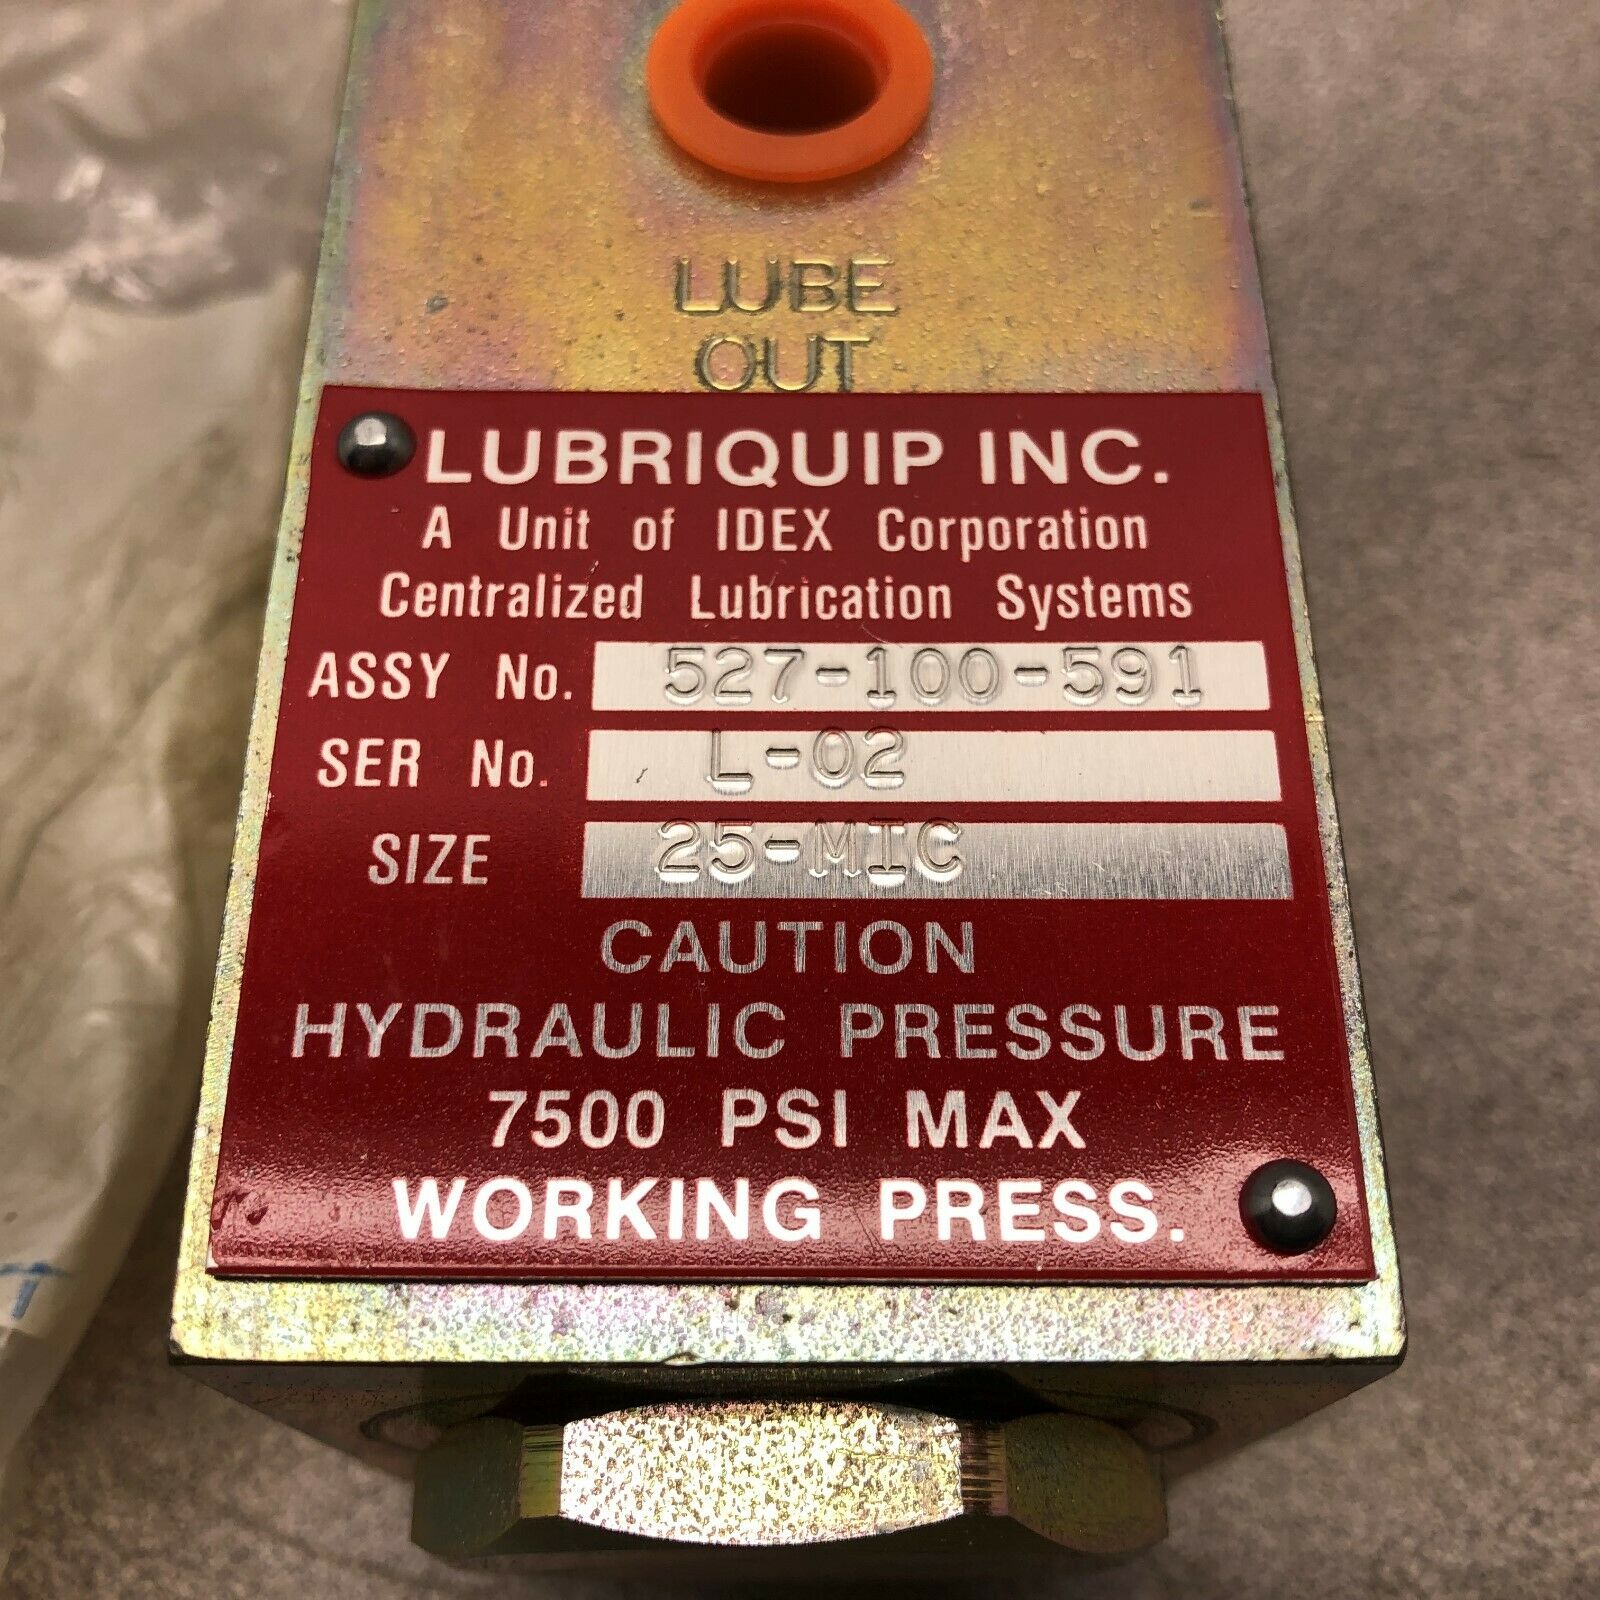 LUBE
OUT
LUBRIQUIP INC.
A Unit of IDEX Corporation
Centralized Lubrication Systems
ASSY No. 527-100-591
SER No. L-02
SIZE 25-MIC
CAUTION
HYDRAULIC PRESSURE
7500 PSI MAX
WORKING PRESS.